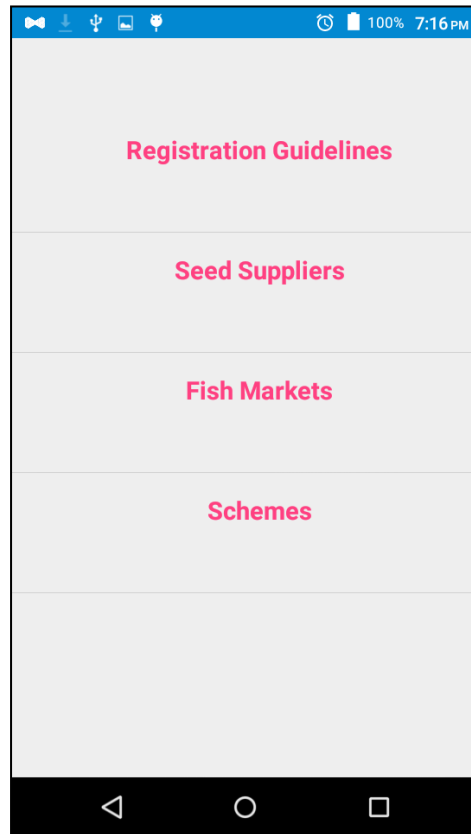 100% 7:16 PM
Registration Guidelines
Seed Suppliers
Fish Markets
Schemes